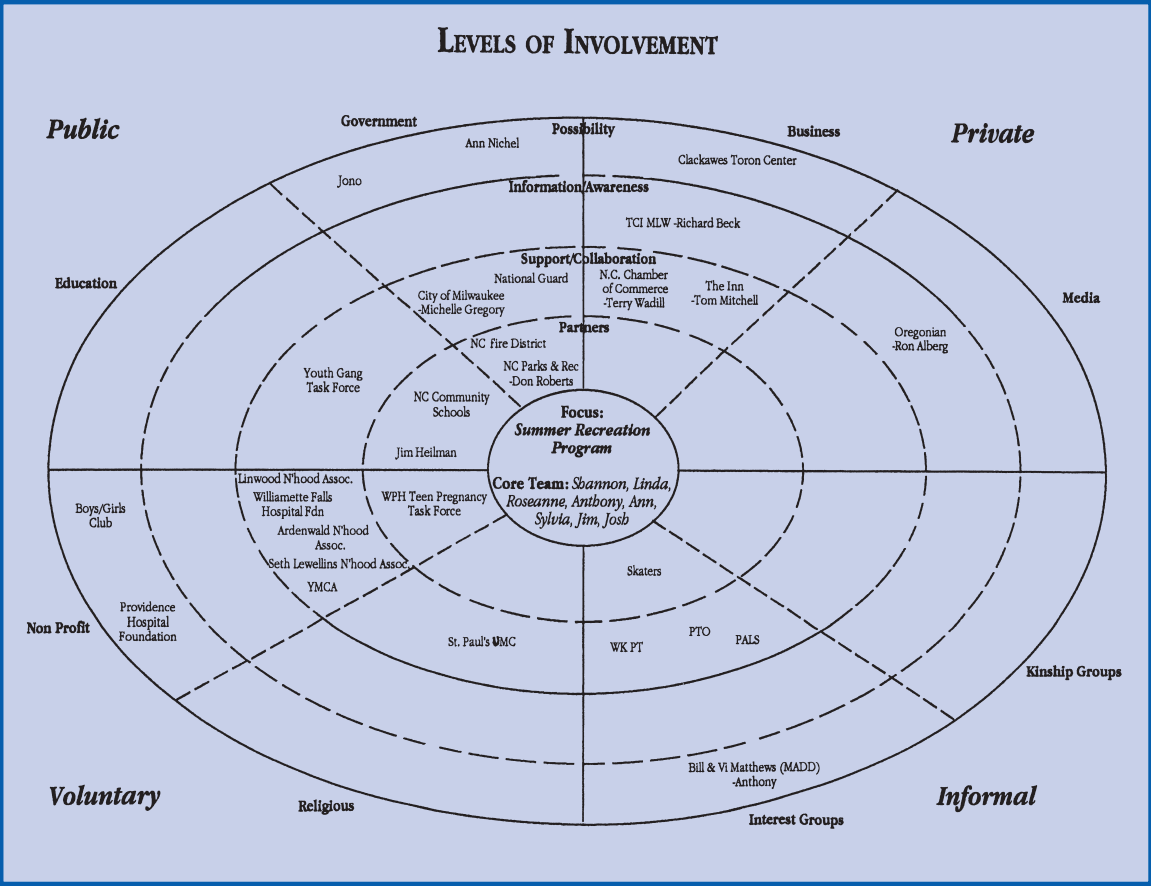 LEVELS OF INVOLVEMENT
Public
Government
Possibility
Business
Private
Ann Nichel
Clackawes Toron Center
Jono
Information/Awareness
TCI MLW -Richard Beck
Education
Support/Collaboration
National Guard
N.C. Chamber
of Commerce
-Terry Wadill
The Inn
-Tom Mitchell
City of Milwaukee
-Michelle Gregory
Media
Partners
NC fire District
Oregonian
-Ron Alberg
Youth Gang
Task Force
NC Parks & Rec
-Don Roberts
NC Community
Schools
Jim Heilman
Focus:
Summer Recreation
Program
Core Team: Shannon, Linda,
Roseanne, Anthony, Ann,
Sylvia, Jim, Josh
Linwood N'hood Assoc.
Williamette Falls
Hospital Fdn
WPH Teen Pregnancy
Task Force
Boys/Girls
Club
Ardenwald N'hood
Assoc.
Seth Lewellins N'hood Assoc.
YMCA
Skaters
Providence
Hospital
Foundation
Non Profit
St. Paul's UMC
WK PT
PTO
PALS
Kinship Groups
Bill & Vi Matthews (MADD)
-Anthony
Voluntary
Religious
Interest Groups
Informal